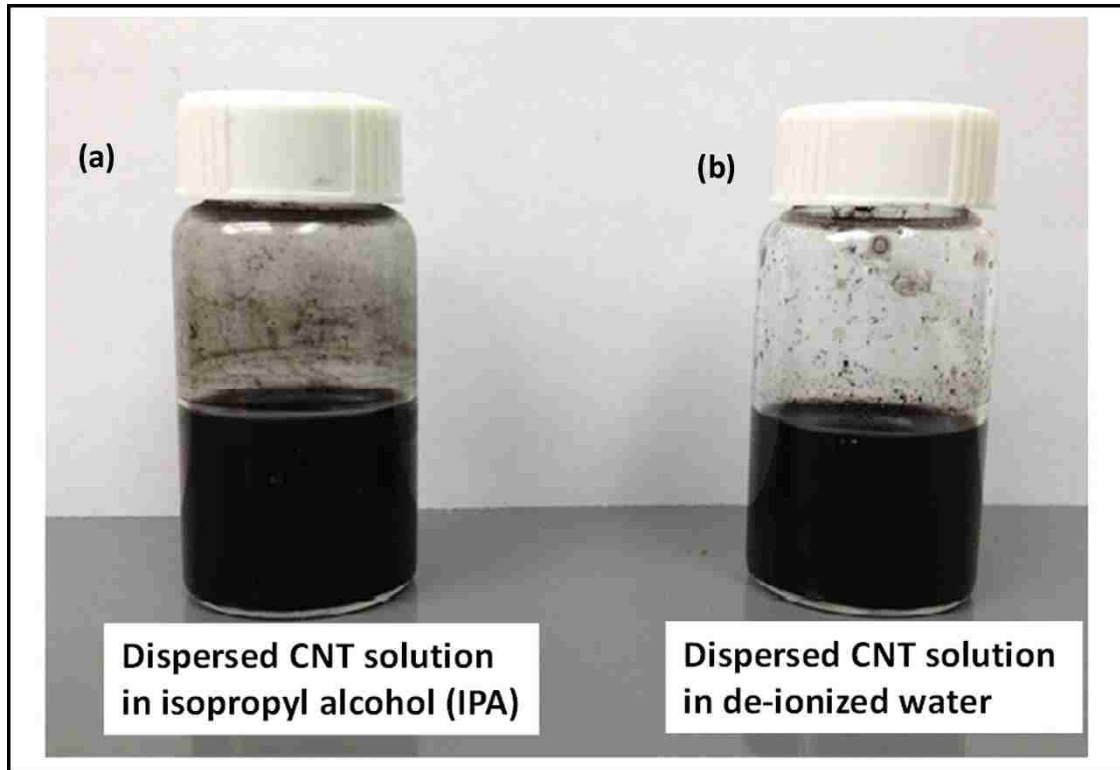 (a)
(b)
Dispersed CNT solution
in isopropyl alcohol (IPA)
Dispersed CNT solution
in de-ionized water